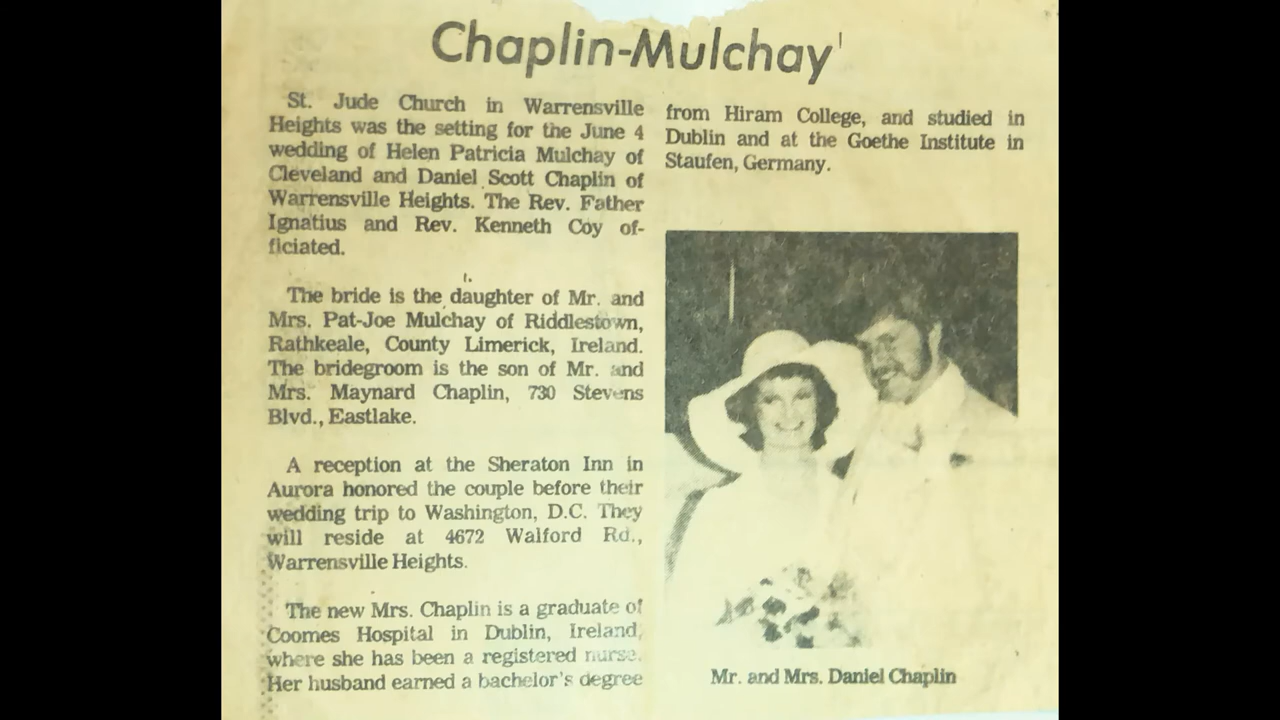 Chaplin-Mulchay
St. Jude Church in Warrensville
Heights was the setting for the June 4
wedding of Helen Patricia Mulchay of
Cleveland and Daniel Scott Chaplin of
Warrensville Heights. The Rev. Father
Ignatius and Rev. Kenneth Coy of-
ficiated.
The bride is the daughter of Mr. and
Mrs. Pat-Joe Mulchay of Riddlestown,
Rathkeale, County Limerick, Ireland.
The bridegroom is the son of Mr. and
Mrs. Maynard Chaplin, 730 Stevens
Blvd., Eastlake.
A reception at the Sheraton Inn in
Aurora honored the couple before their
wedding trip to Washington, D.C. They
will reside at 4672 Walford Rd.,
Warrensville Heights.
The new Mrs. Chaplin is a graduate of
Coomes Hospital in Dublin, Ireland,
where she has been a registered nurse.
Her husband earned a bachelor's degree
from Hiram College, and studied in
Dublin and at the Goethe Institute in
Staufen, Germany.
Mr. and Mrs. Daniel Chaplin